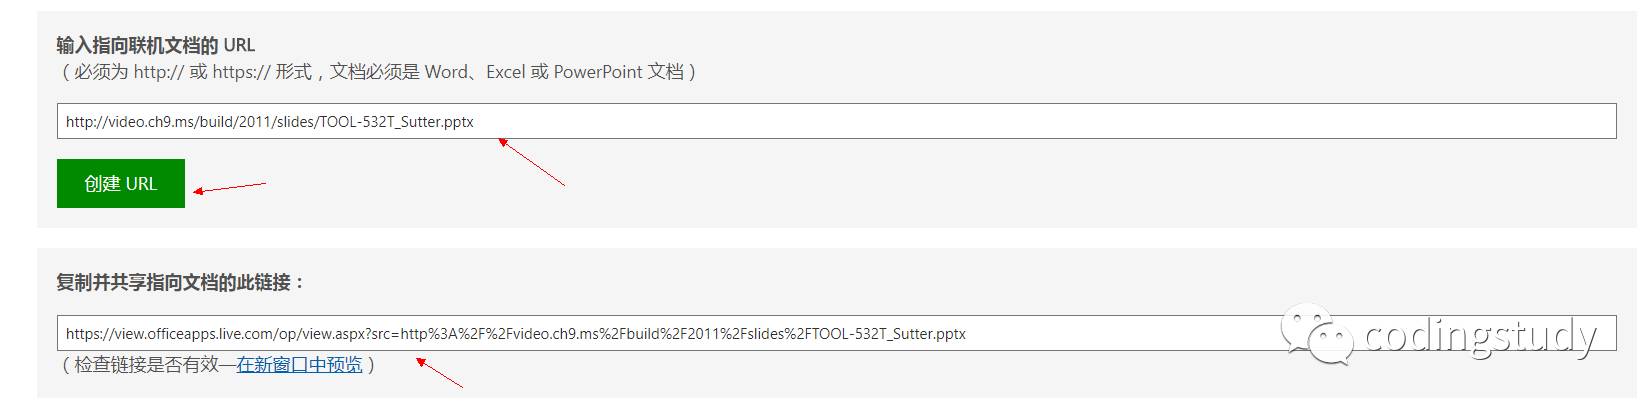 输入指向联机文档的 URL
（必须为 http:// 或 https:// 形式，文档必须是 Word、Excel 或 PowerPoint 文档）
http://video.ch9.ms/build/2011/slides/TOOL-532T_Sutter.pptx
创建 URL
复制并共享指向文档的此链接：
https://view.officeapps.live.com/op/view.aspx?src=http%3A%2F%2Fvideo.ch9.ms%2Fbuild%2F2011%2Fslides%2FTOOL-532T_Sutter.pptx
codingstudy
（检查链接是否有效—在新窗口中预览）